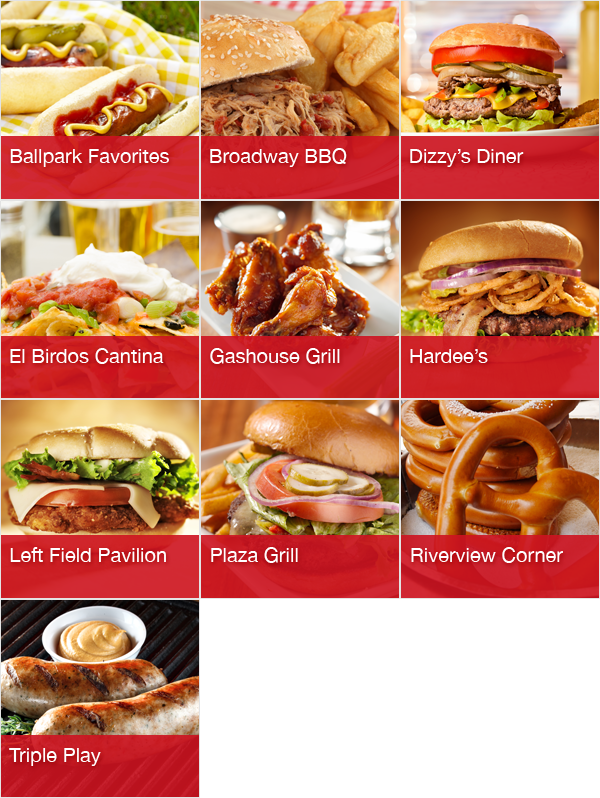 Ballpark Favorites
Broadway BBQ
Dizzy's Diner
El Birdos Cantina
Gashouse Grill
Hardee's
Left Field Pavilion
Plaza Grill
Riverview Corner
Triple Play